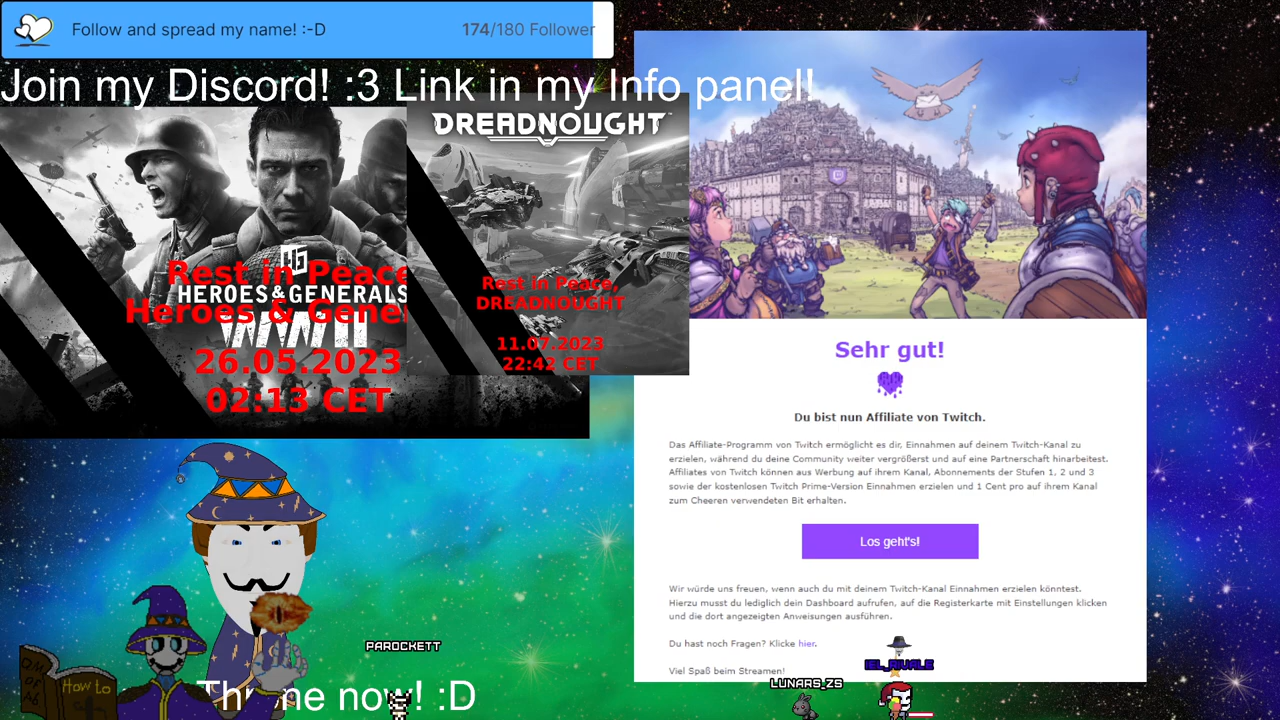 Follow and spread my name! :-D
174/180 Follower
Join my Discord! :3 Link in my Info panel!
DREADNOUGHT
Rest in Peace
HEROES & GENERALS
Heroes & Gene
WWII
26.05.2023
02:13 CET
Rest in Peace,
DREADNOUGHT
11.07.2023
22:42 CET
Sehr gut!
Du bist nun Affiliate von Twitch.
Das Affiliate-Programm von Twitch ermöglicht es dir, Einnahmen auf deinem Twitch-Kanal zu
erzielen, während du deine Community weiter vergrößerst und auf eine Partnerschaft hinarbeitest.
Affiliates von Twitch können aus Werbung auf ihrem Kanal, Abonnements der Stufen 1, 2 und 3
sowie der kostenlosen Twitch Prime-Version Einnahmen erzielen und 1 Cent pro auf ihrem Kanal
zum Cheeren verwendeten Bit erhalten.
Los geht's!
Wir würde uns freuen, wenn auch du mit deinem Twitch-Kanal Einnahmen erzielen könntest.
Hierzu musst du lediglich dein Dashboard aufrufen, auf die Registerkarte mit Einstellungen klicken
und die dort angezeigten Anweisungen ausführen.
Du hast noch Fragen? Klicke hier.
Viel Spaß beim Streamen!
PAROCKETT
LUNARS_ZS
How to
now! :D